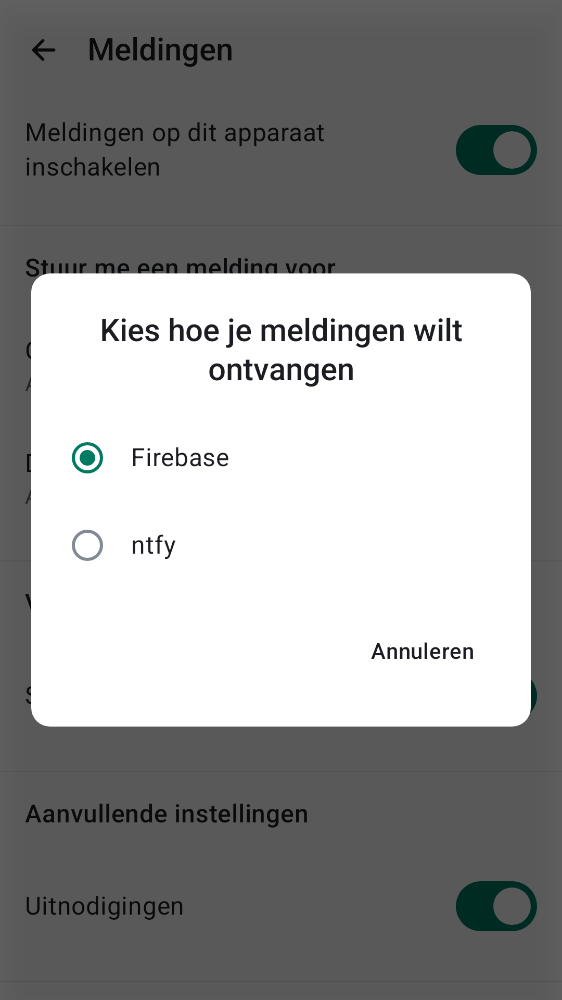 Meldingen
Meldingen op dit apparaat
inschakelen
Stuur me een melding voor
Kies hoe je meldingen wilt
ontvangen
Firebase
ntfy
Annuleren
Aanvullende instellingen
Uitnodigingen